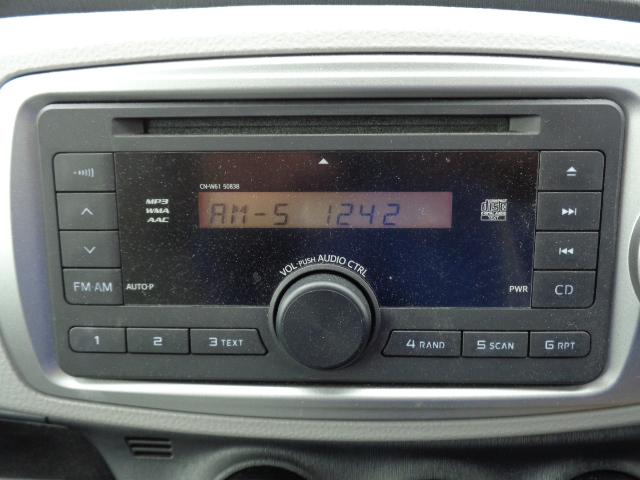 CN-W61 50838
MP3
WMA
AAC
AM-5 1242
disc
VOL-PUSH AUDIO CTRL
FM·AM
AUTO·P
PWR
CD
1
2
3 TEXT
4 RAND
5 SCAN
6 RPT